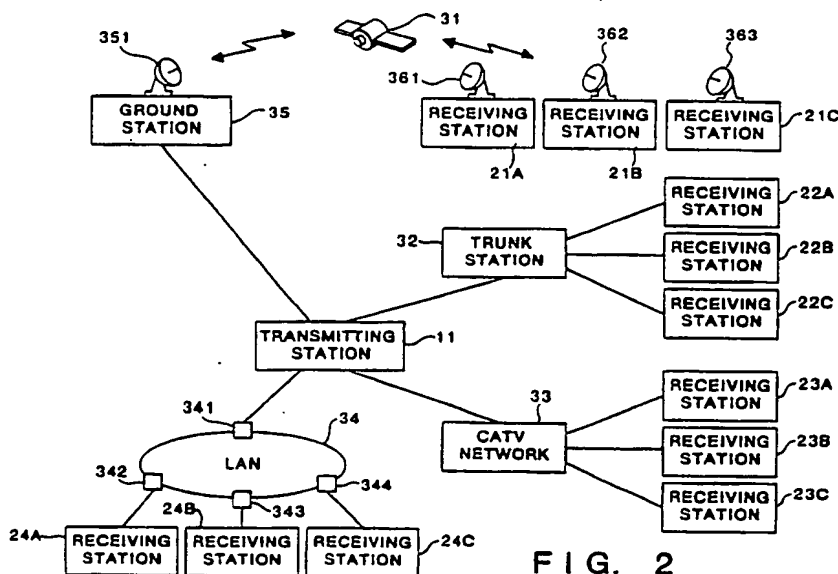 31
351
362
363
361
GROUND
STATION
35
RECEIVING
STATION
RECEIVING
STATION
RECEIVING
STATION
21C
21A
21B
RECEIVING
STATION
22A
32
TRUNK
STATION
RECEIVING
STATION
22B
RECEIVING
STATION
22C
TRANSMITTING
STATION
11
RECEIVING
STATION
23A
33
341
34
CATV
NETWORK
RECEIVING
STATION
23B
LAN
342
344
343
RECEIVING
STATION
23C
24A
24B
24C
RECEIVING
STATION
RECEIVING
STATION
RECEIVING
STATION
FIG. 2